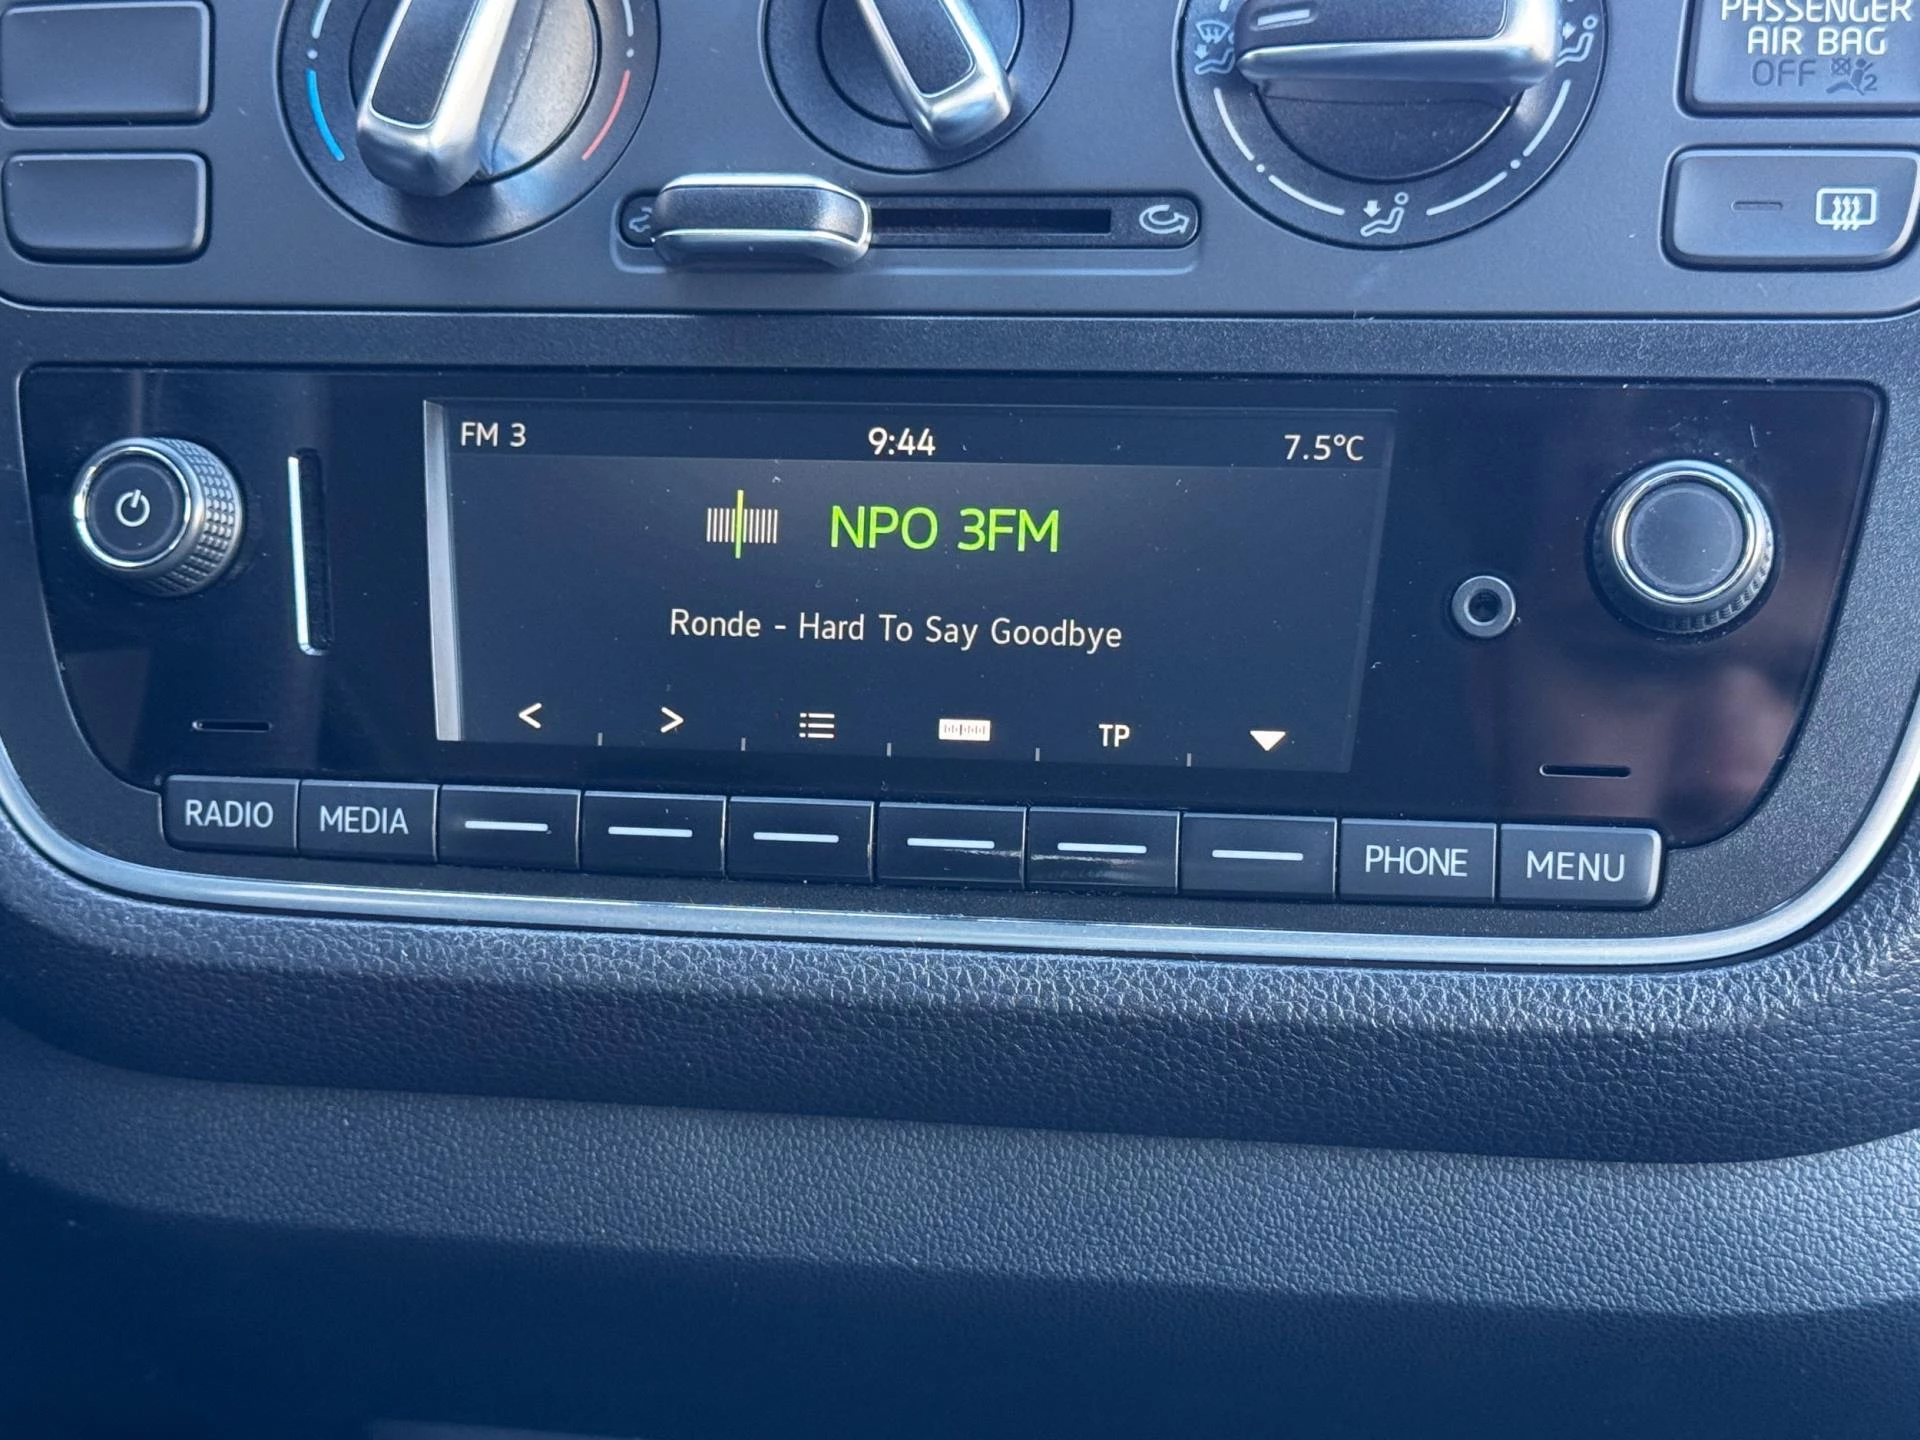 PASSENGER
AIR BAG
OFF 2
FM 3 9:44 7.5°C
NPO 3FM
Ronde - Hard To Say Goodbye
< > TP
RADIO MEDIA PHONE MENU